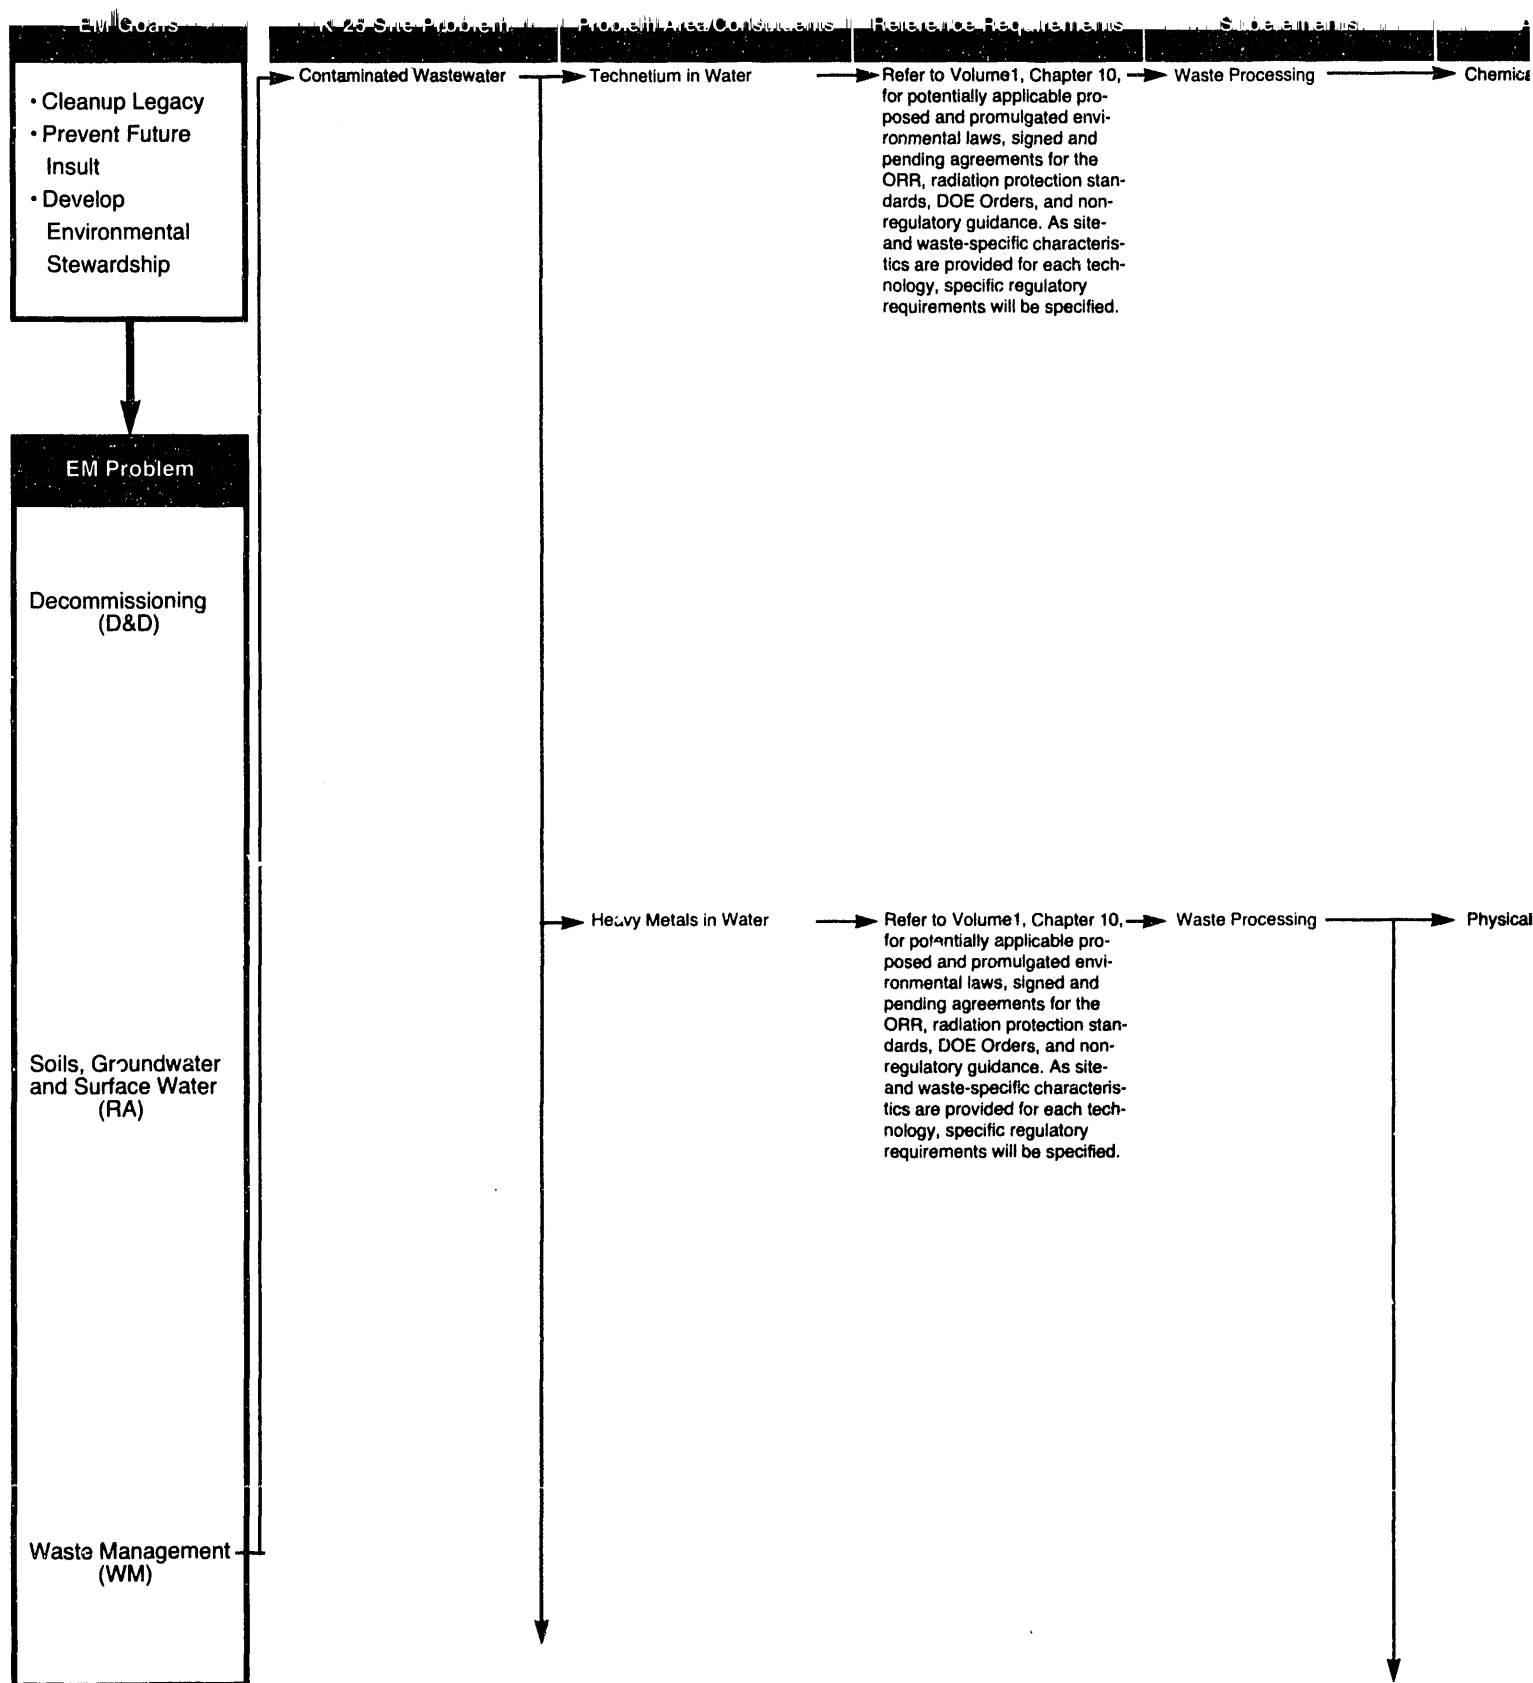 EM Goals
K-25 Site Problem
Problem Area/Constituents
Reference Requirements
Subelements
• Cleanup Legacy
• Prevent Future
Insult
• Develop
Environmental
Stewardship
EM Problem
Decommissioning
(D&D)
Soils, Groundwater
and Surface Water
(RA)
Waste Management
(WM)
Contaminated Wastewater
Technetium in Water
Refer to Volume1, Chapter 10,
for potentially applicable pro-
posed and promulgated envi-
ronmental laws, signed and
pending agreements for the
ORR, radiation protection stan-
dards, DOE Orders, and non-
regulatory guidance. As site-
and waste-specific characteris-
tics are provided for each tech-
nology, specific regulatory
requirements will be specified.
Waste Processing
Chemica
Heavy Metals in Water
Refer to Volume1, Chapter 10,
for potentially applicable pro-
posed and promulgated envi-
ronmental laws, signed and
pending agreements for the
ORR, radiation protection stan-
dards, DOE Orders, and non-
regulatory guidance. As site-
and waste-specific characteris-
tics are provided for each tech-
nology, specific regulatory
requirements will be specified.
Waste Processing
Physical